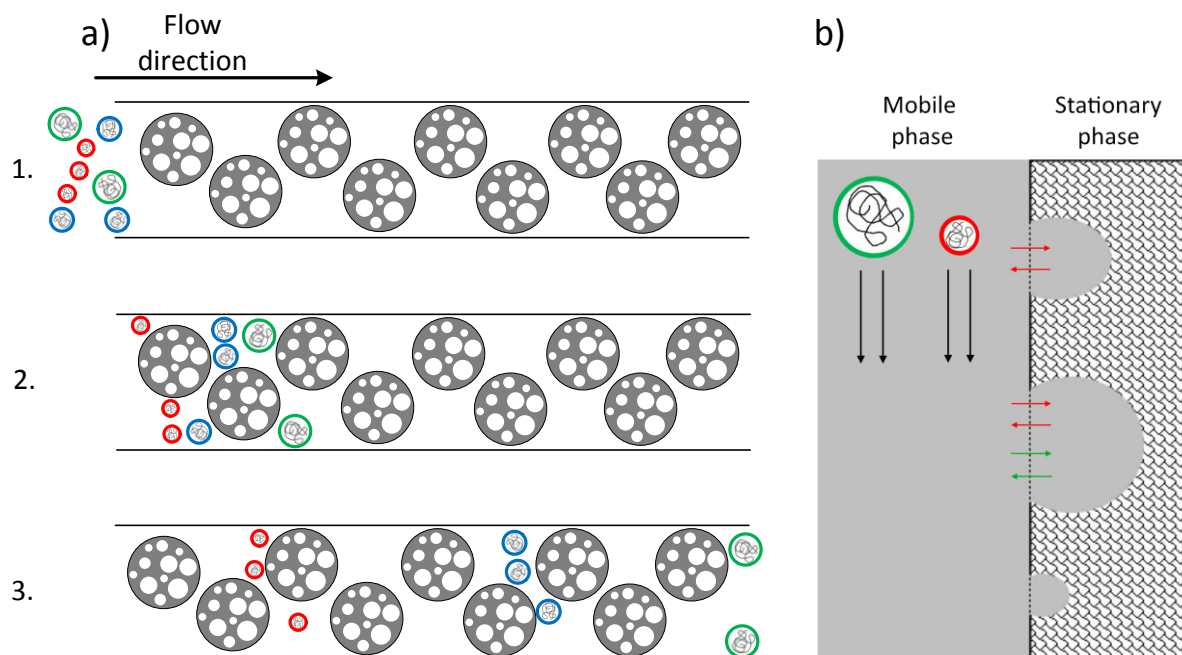 a)
Flow
direction
1.
2.
3.
b)
Mobile
phase
Stationary
phase